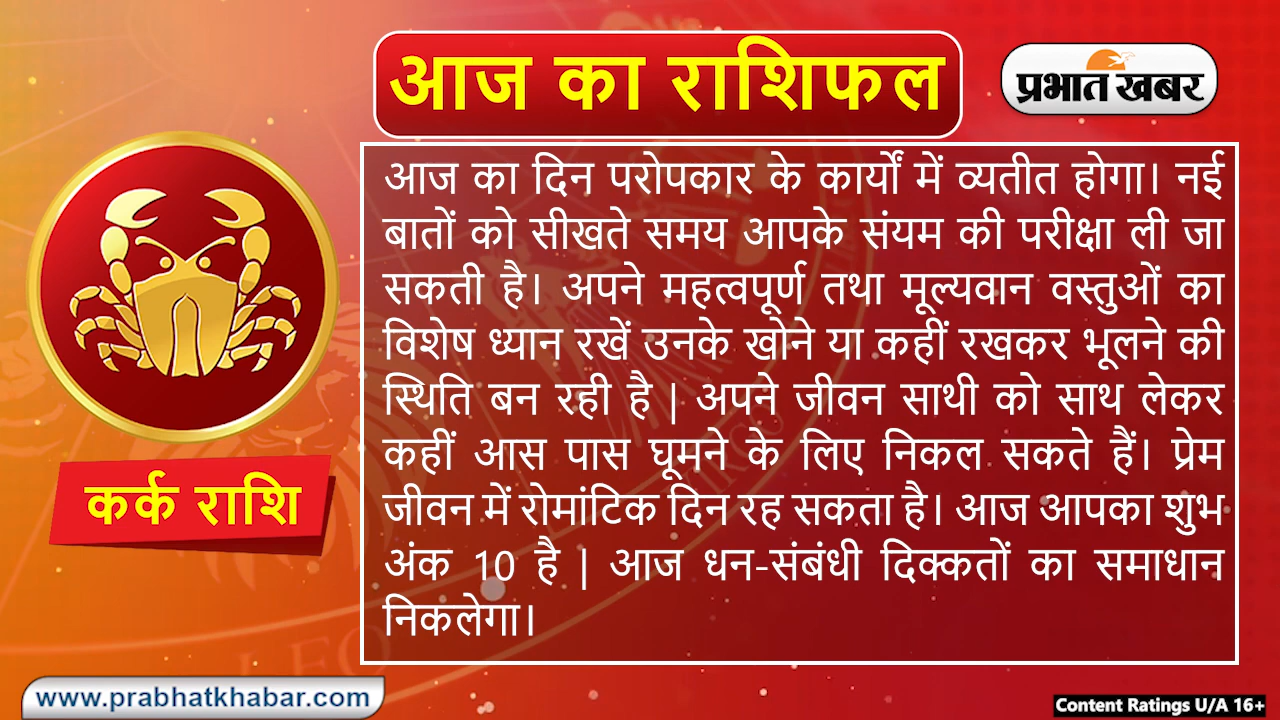 आज का राशिफल
प्रभात खबर
आज का दिन परोपकार के कार्यों में व्यतीत होगा। नई
बातों को सीखते समय आपके संयम की परीक्षा ली जा
सकती है। अपने महत्वपूर्ण तथा मूल्यवान वस्तुओं का
विशेष ध्यान रखें उनके खोने या कहीं रखकर भूलने की
स्थिति बन रही है | अपने जीवन साथी को साथ लेकर
कहीं आस पास घूमने के लिए निकल सकते हैं। प्रेम
जीवन में रोमांटिक दिन रह सकता है। आज आपका शुभ
अंक 10 है | आज धन-संबंधी दिक्कतों का समाधान
निकलेगा।
कर्क राशि
LEO
www.prabhatkhabar.com
Content Ratings U/A 16+